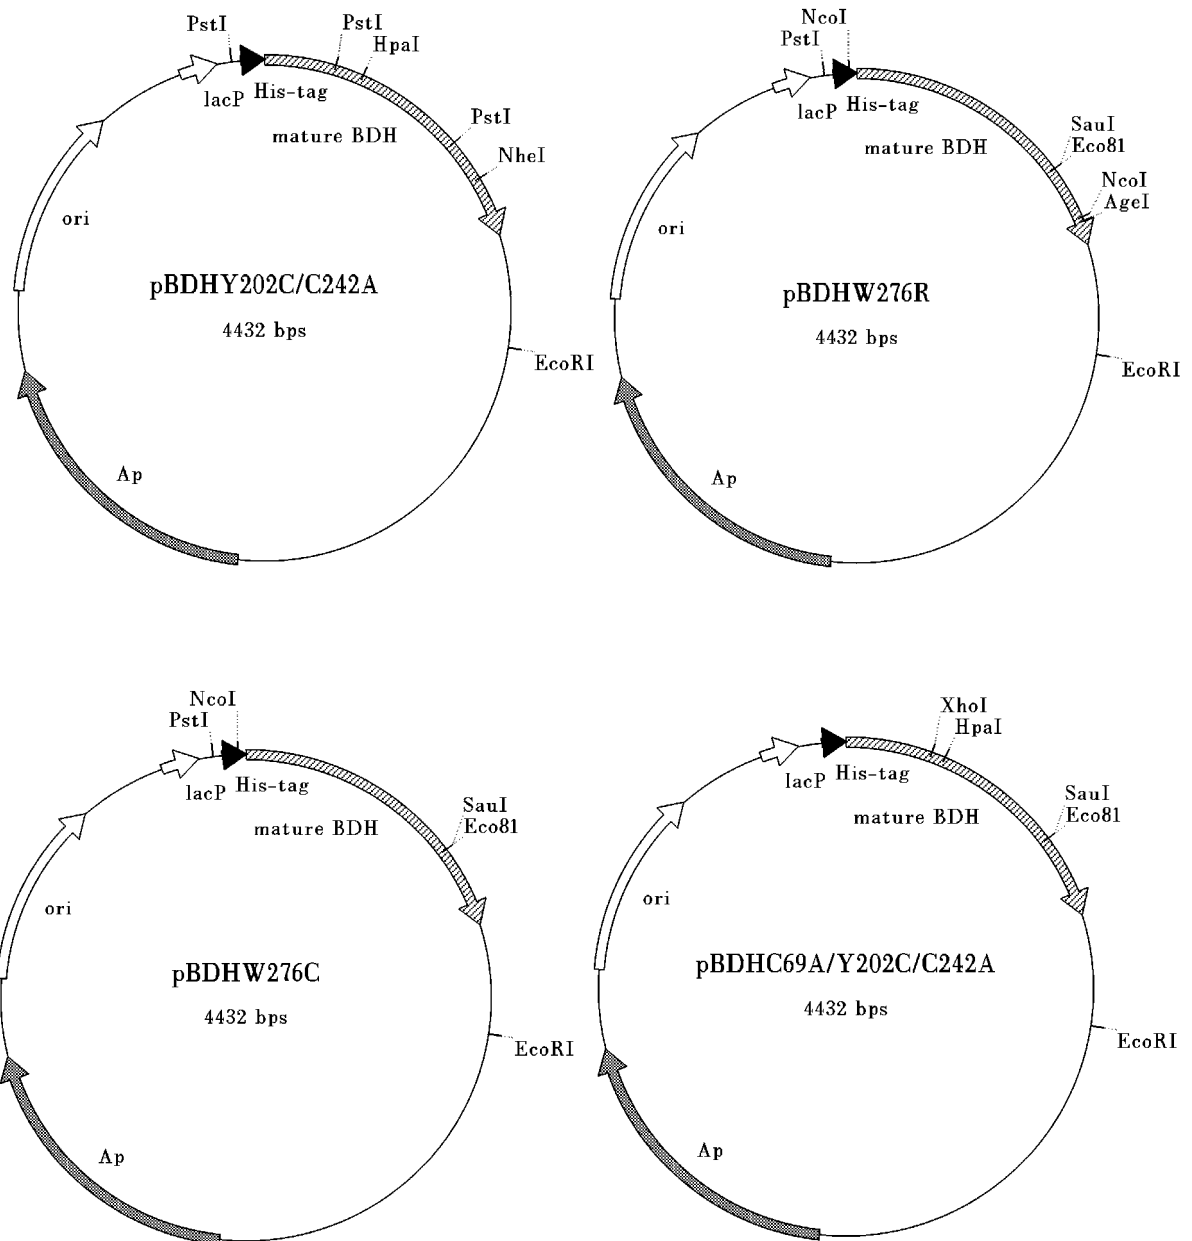 PstI
PstI
HpaI
lacP
His-tag
mature BDH
PstI
NheI
ori
pBDHY202C/C242A
4432 bps
EcoRI
Ap
NcoI
PstI
lacP
His-tag
mature BDH
SauI
Eco81
NcoI
AgeI
ori
pBDHW276R
4432 bps
EcoRI
Ap
NcoI
PstI
lacP
His-tag
mature BDH
SauI
Eco81
ori
pBDHW276C
4432 bps
EcoRI
Ap
XhoI
HpaI
lacP
His-tag
mature BDH
SauI
Eco81
ori
pBDHC69A/Y202C/C242A
4432 bps
EcoRI
Ap